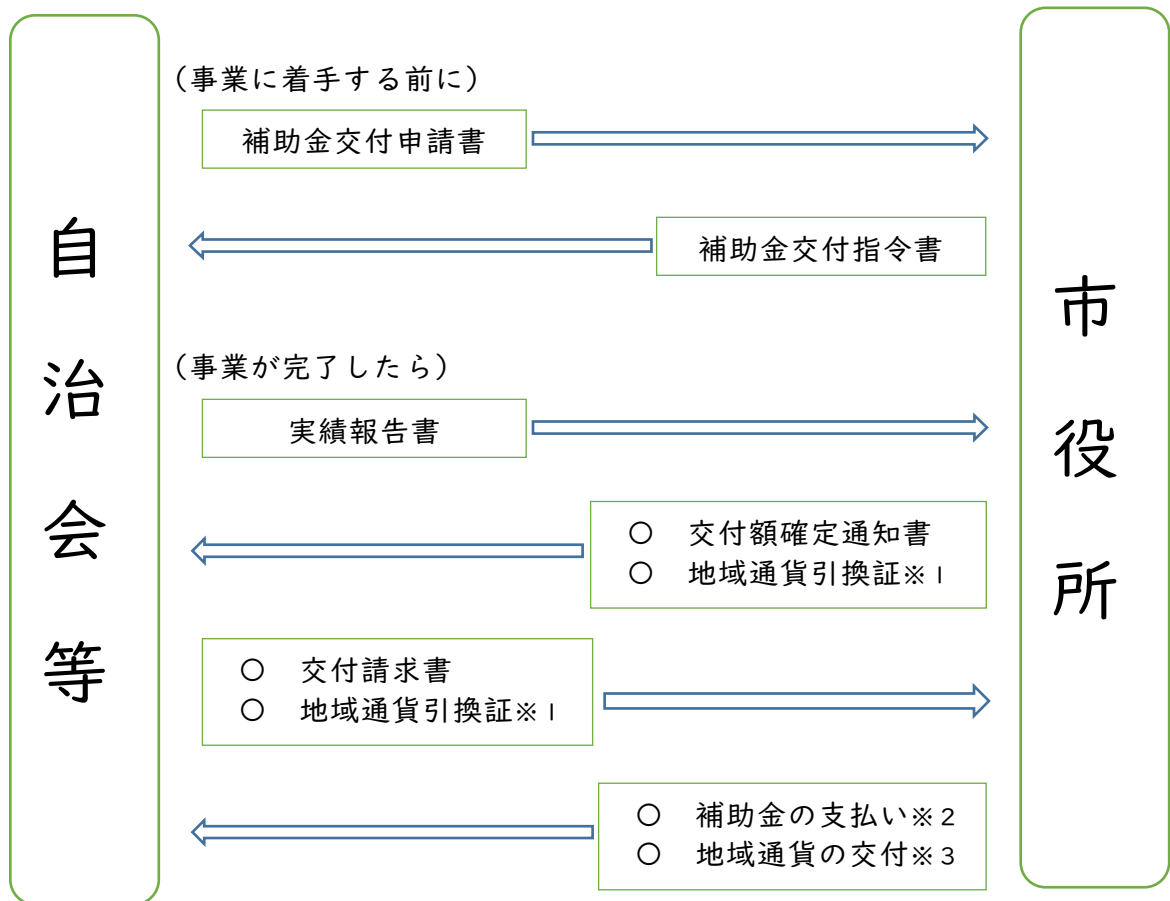 自治会等
(事業に着手する前に)
補助金交付申請書
補助金交付指令書
(事業が完了したら)
実績報告書
○ 交付額確定通知書
○ 地域通貨引換証※1
○ 交付請求書
○ 地域通貨引換証※1
○ 補助金の支払い※2
○ 地域通貨の交付※3
市役所